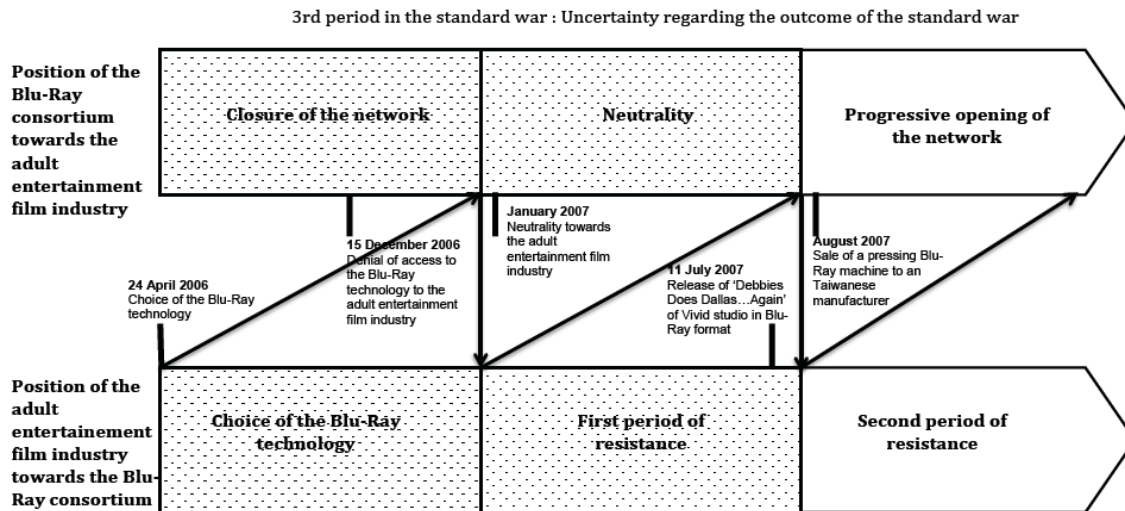 3rd period in the standard war : Uncertainty regarding the outcome of the standard war
Position of the
Blu-Ray
consortium
towards the
adult
entertainment
film industry
Closure of the network
Neutrality
Progressive opening of
the network
24 April 2006
Choice of the Blu-Ray
technology
15 December 2006
Denial of access to
the Blu-Ray
technology to the
adult entertainment
film industry
January 2007
Neutrality towards
the adult
entertainment film
industry
11 July 2007
Release of ‘Debbies
Does Dallas…Again’
of Vivid studio in Blu-
Ray format
August 2007
Sale of a pressing Blu-
Ray machine to an
Taiwanese
manufacturer
Position of the
adult
entertainement
film industry
towards the Blu-
Ray consortium
Choice of the Blu-Ray
technology
First period of
resistance
Second period of
resistance